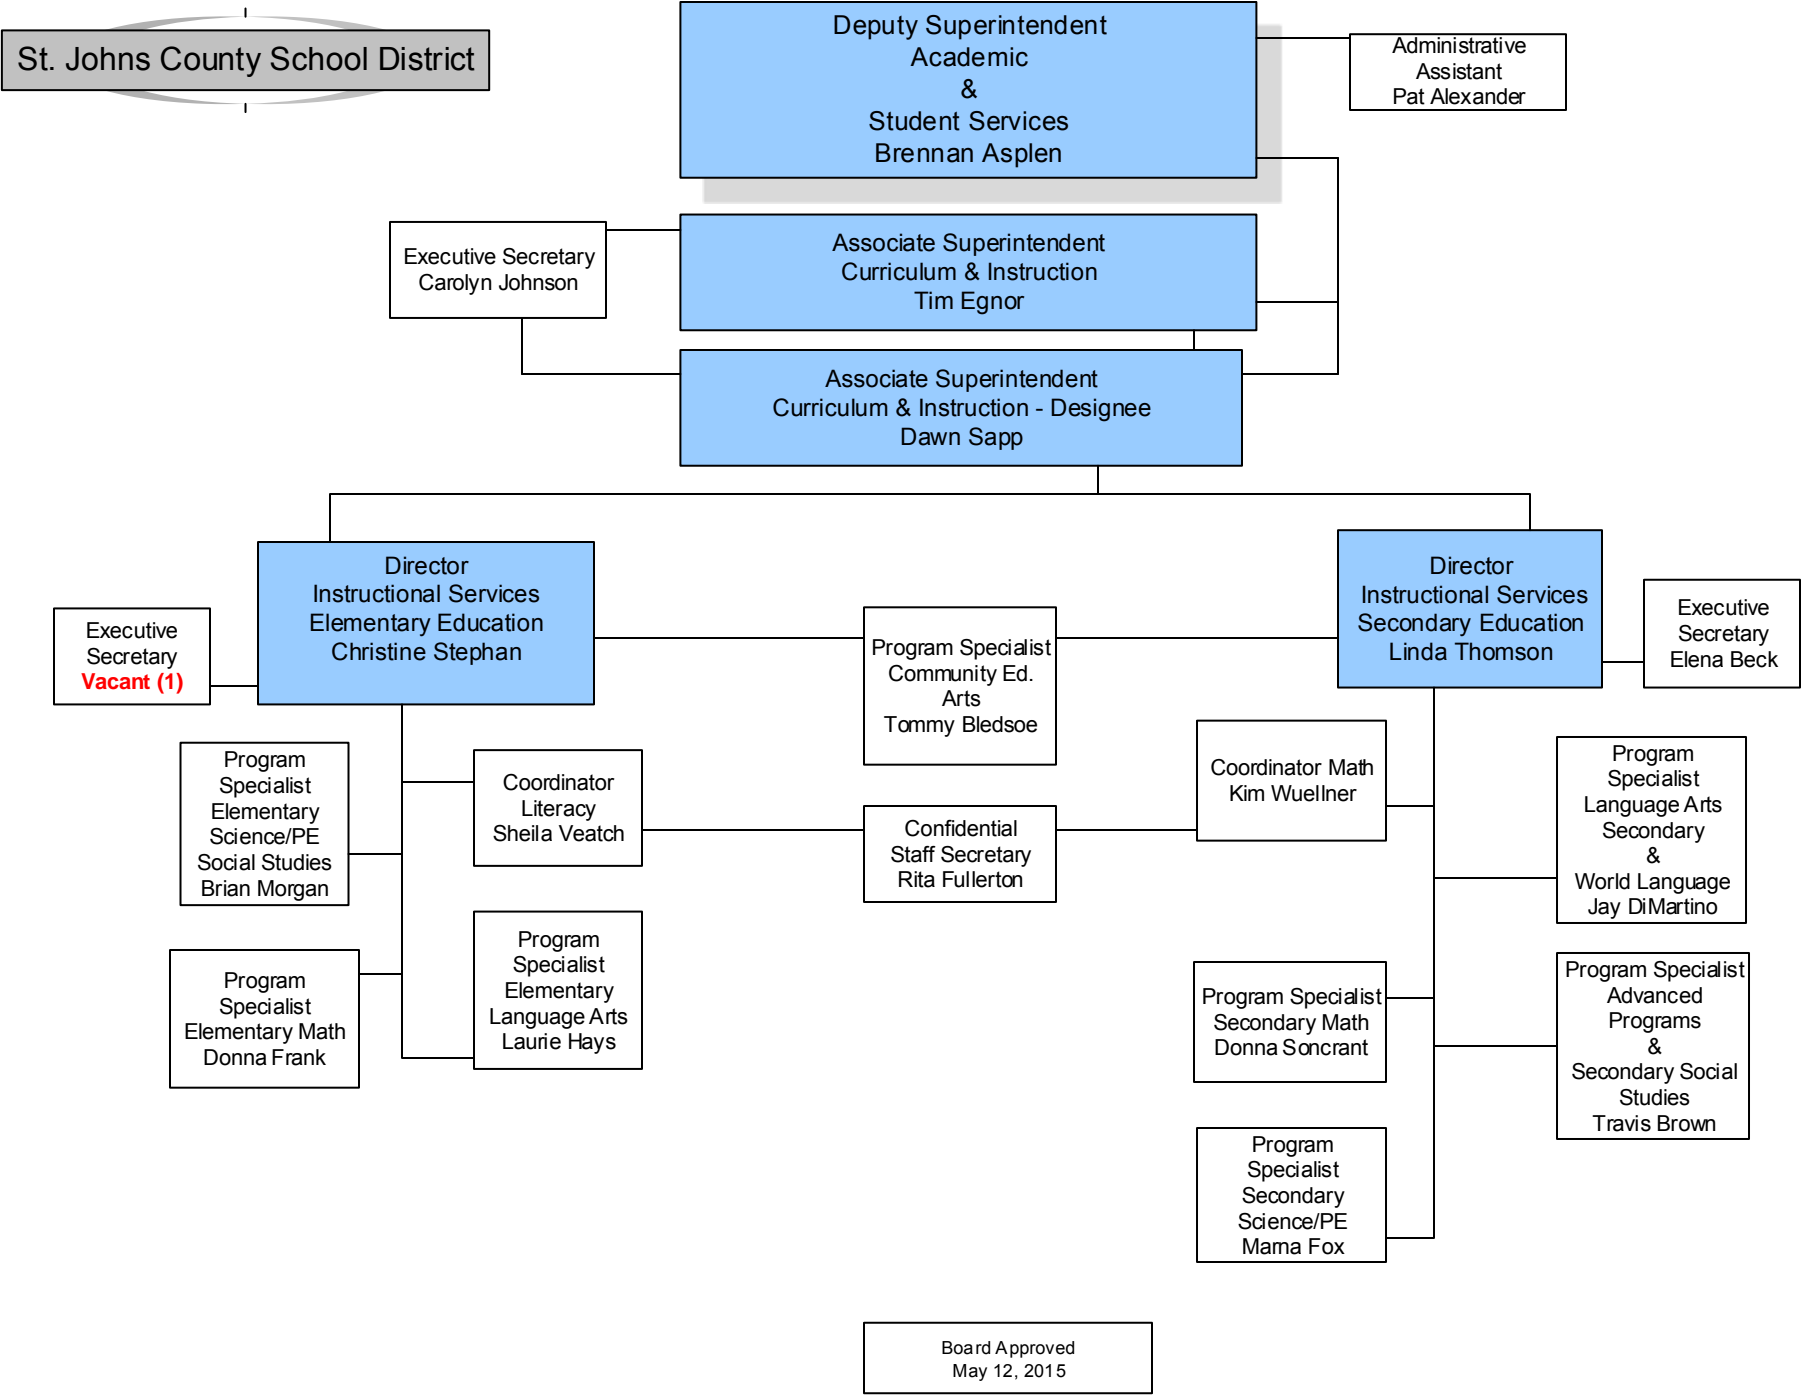 St. Johns County School District
Deputy Superintendent
Academic
&
Student Services
Brennan Asplen
Administrative
Assistant
Pat Alexander
Executive Secretary
Carolyn Johnson
Associate Superintendent
Curriculum & Instruction
Tim Egnor
Associate Superintendent
Curriculum & Instruction - Designee
Dawn Sapp
Director
Instructional Services
Elementary Education
Christine Stephan
Director
Instructional Services
Secondary Education
Linda Thomson
Executive
Secretary
Vacant (1)
Program Specialist
Community Ed.
Arts
Tommy Bledsoe
Executive
Secretary
Elena Beck
Program
Specialist
Elementary
Science/PE
Social Studies
Brian Morgan
Coordinator
Literacy
Sheila Veatch
Confidential
Staff Secretary
Rita Fullerton
Coordinator Math
Kim Wuellner
Program
Specialist
Language Arts
Secondary
&
World Language
Jay DiMartino
Program
Specialist
Elementary Math
Donna Frank
Program
Specialist
Elementary
Language Arts
Laurie Hays
Program Specialist
Secondary Math
Donna Soncrant
Program Specialist
Advanced
Programs
&
Secondary Social
Studies
Travis Brown
Program
Specialist
Secondary
Science/PE
Marna Fox
Board Approved
May 12, 2015